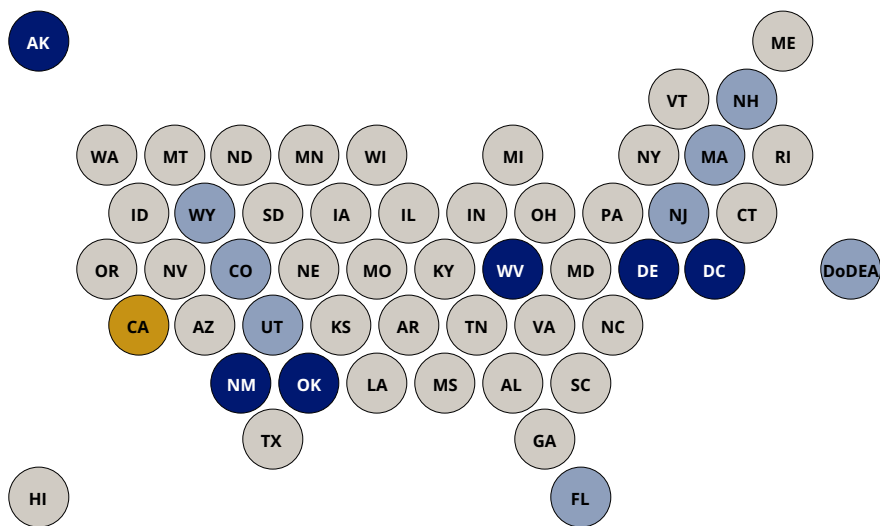 AK ME
VT NH
WA MT ND MN WI MI NY MA RI
ID WY SD IA IL IN OH PA NJ CT
OR NV CO NE MO KY WV MD DE DC DoDEA
CA AZ UT KS AR TN VA NC
NM OK LA MS AL SC
TX GA
HI FL